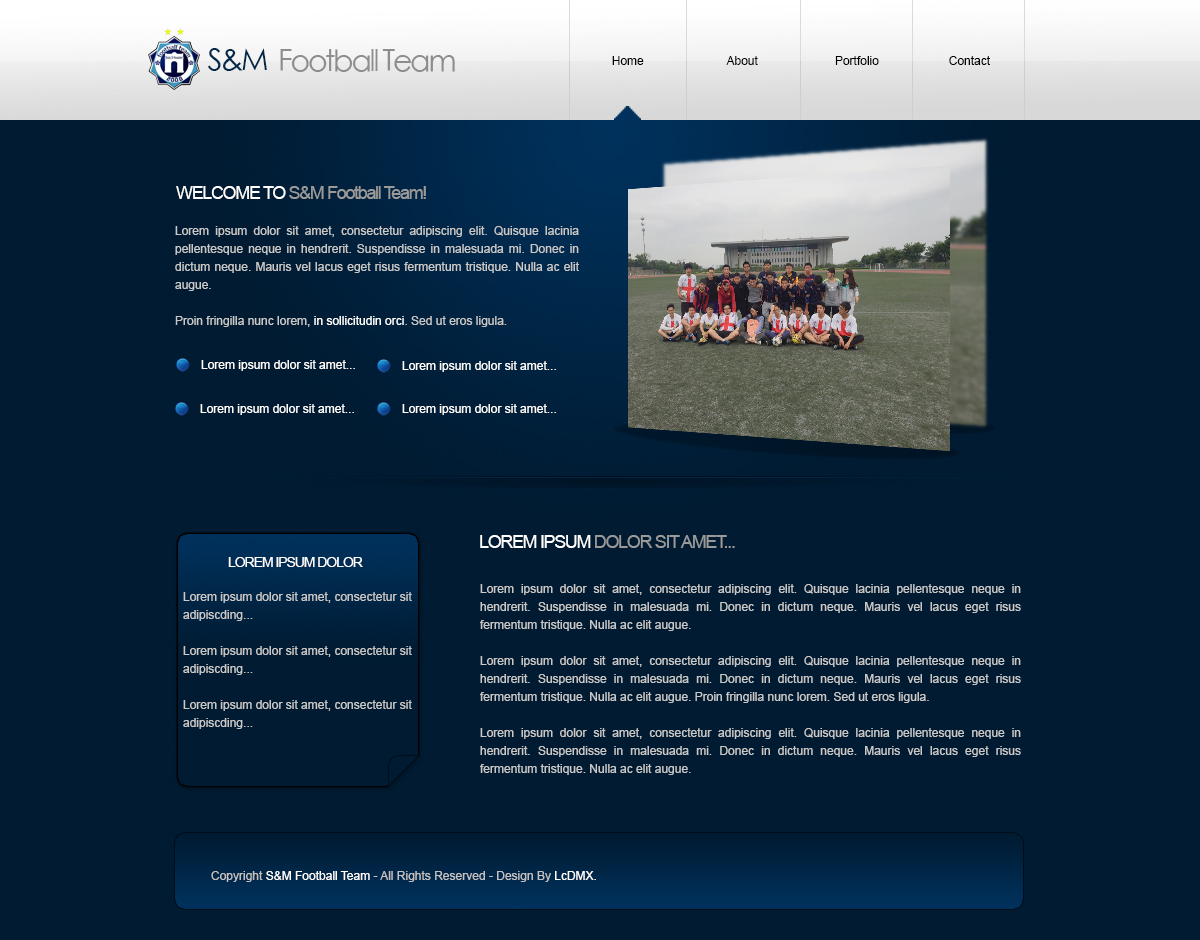 Football team
2006
S&M Football Team
Home
About
Portfolio
Contact
WELCOME TO S&M Football Team!
Lorem ipsum dolor sit amet, consectetur adipiscing elit. Quisque lacinia
pellentesque neque in hendrerit. Suspendisse in malesuada mi. Donec in
dictum neque. Mauris vel lacus eget risus fermentum tristique. Nulla ac elit
augue.
Proin fringilla nunc lorem, in sollicitudin orci. Sed ut eros ligula.
Lorem ipsum dolor sit amet...
Lorem ipsum dolor sit amet...
Lorem ipsum dolor sit amet...
Lorem ipsum dolor sit amet...
LOREM IPSUM DOLOR
Lorem ipsum dolor sit amet, consectetur sit
adipiscding...
Lorem ipsum dolor sit amet, consectetur sit
adipiscding...
Lorem ipsum dolor sit amet, consectetur sit
adipiscding...
LOREM IPSUM DOLOR SIT AMET...
Lorem ipsum dolor sit amet, consectetur adipiscing elit. Quisque lacinia pellentesque neque in
hendrerit. Suspendisse in malesuada mi. Donec in dictum neque. Mauris vel lacus eget risus
fermentum tristique. Nulla ac elit augue.
Lorem ipsum dolor sit amet, consectetur adipiscing elit. Quisque lacinia pellentesque neque in
hendrerit. Suspendisse in malesuada mi. Donec in dictum neque. Mauris vel lacus eget risus
fermentum tristique. Nulla ac elit augue. Proin fringilla nunc lorem. Sed ut eros ligula.
Lorem ipsum dolor sit amet, consectetur adipiscing elit. Quisque lacinia pellentesque neque in
hendrerit. Suspendisse in malesuada mi. Donec in dictum neque. Mauris vel lacus eget risus
fermentum tristique. Nulla ac elit augue.
Copyright S&M Football Team - All Rights Reserved - Design By LcDMX.